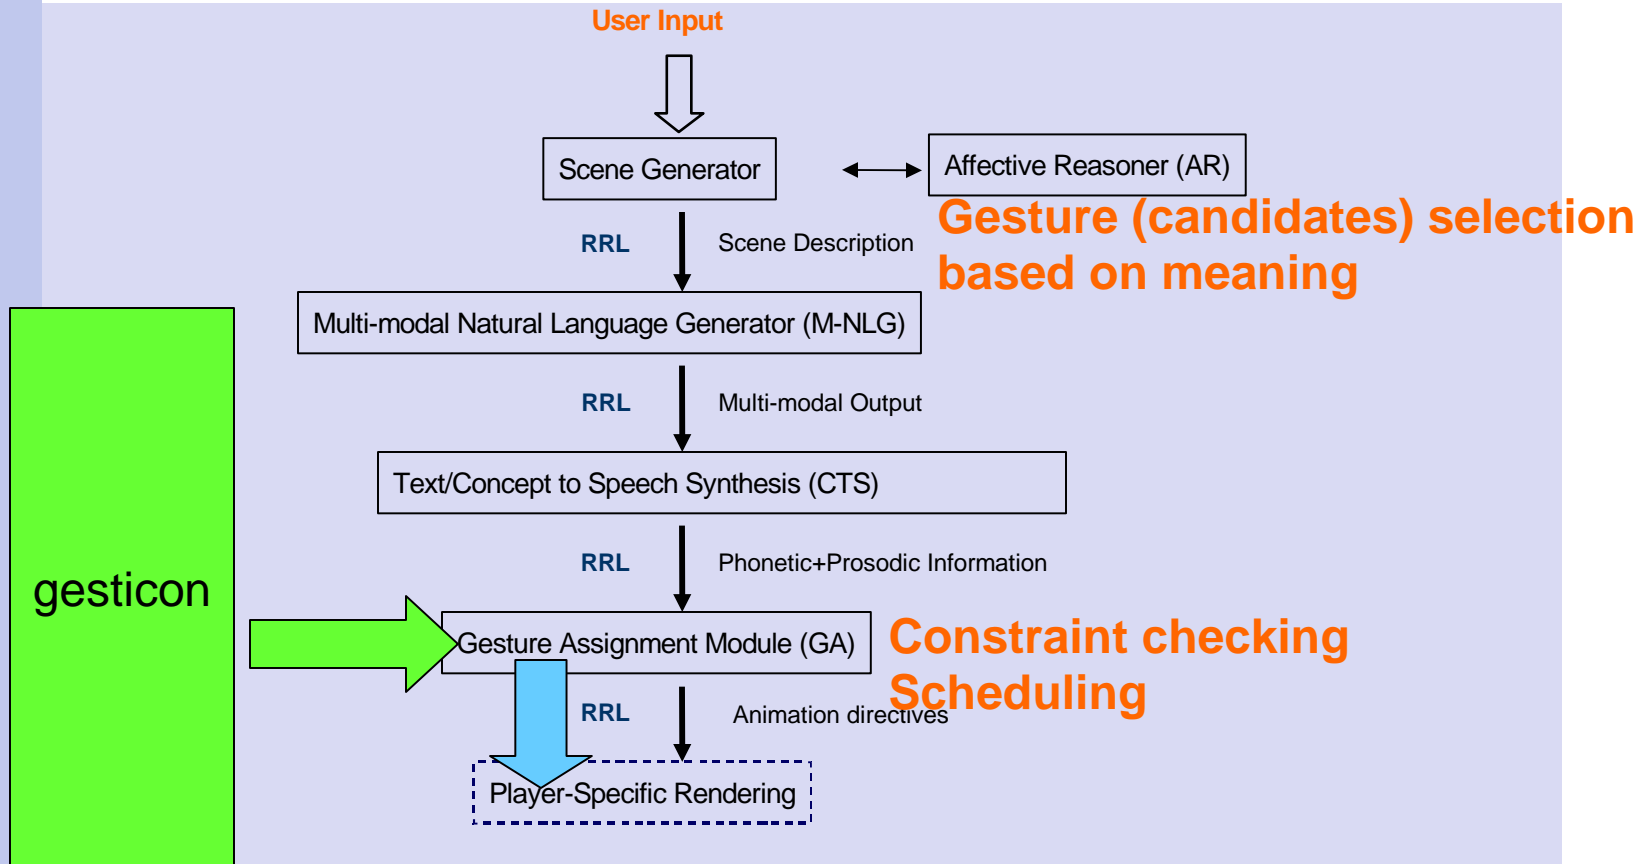 User Input
Scene Generator
Affective Reasoner (AR)
Gesture (candidates) selection
based on meaning
RRL
Scene Description
Multi-modal Natural Language Generator (M-NLG)
RRL
Multi-modal Output
Text/Concept to Speech Synthesis (CTS)
RRL
Phonetic+Prosodic Information
gesticon
Gesture Assignment Module (GA)
Constraint checking
Scheduling
RRL
Animation directives
Player-Specific Rendering